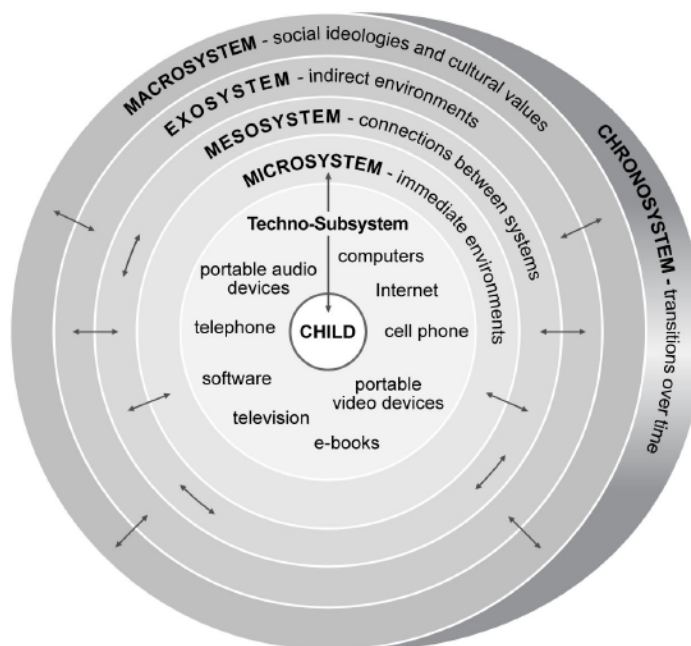 MACROSYSTEM - social ideologies and cultural values
EXOSYSTEM - indirect environments
MESOSYSTEM - connections between systems
MICROSYSTEM - immediate environments
CHRONOSYSTEM - transitions over time
Techno-Subsystem
computers
portable audio
devices
Internet
telephone
CHILD
cell phone
software
portable
video devices
television
e-books